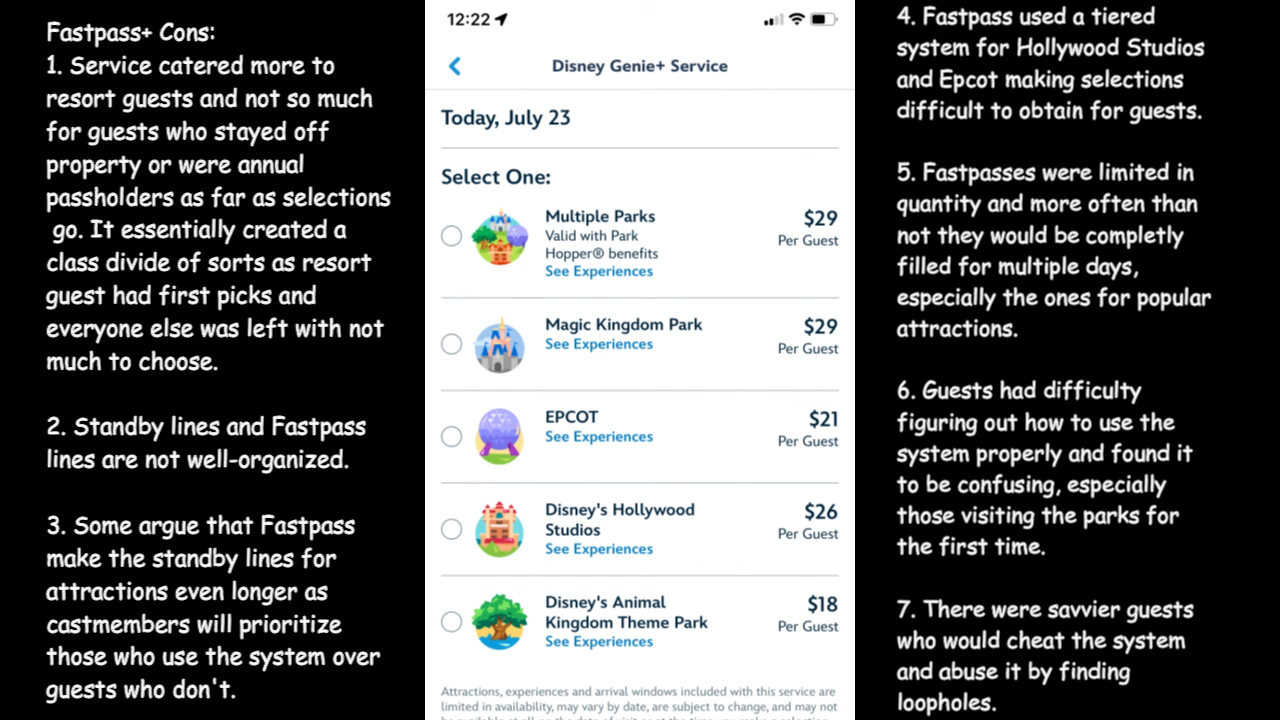 Fastpass+ Cons:
1. Service catered more to
resort guests and not so much
for guests who stayed off
property or were annual
passholders as far as selections
go. It essentially created a
class divide of sorts as resort
guest had first picks and
everyone else was left with not
much to choose.
2. Standby lines and Fastpass
lines are not well-organized.
3. Some argue that Fastpass
make the standby lines for
attractions even longer as
castmembers will prioritize
those who use the system over
guests who don't.
12:22
Disney Genie+ Service
Today, July 23
Select One:
Multiple Parks
$29
Valid with Park
Per Guest
Hopper® benefits
See Experiences
Magic Kingdom Park
$29
See Experiences
Per Guest
EPCOT
$21
See Experiences
Per Guest
Disney's Hollywood
$26
Studios
Per Guest
See Experiences
Disney's Animal
$18
Kingdom Theme Park
Per Guest
See Experiences
Attractions, experiences and arrival windows included with this service are
limited in availability, may vary by date, are subject to change, and may not
4. Fastpass used a tiered
system for Hollywood Studios
and Epcot making selections
difficult to obtain for guests.
5. Fastpasses were limited in
quantity and more often than
not they would be completly
filled for multiple days,
especially the ones for popular
attractions.
6. Guests had difficulty
figuring out how to use the
system properly and found it
to be confusing, especially
those visiting the parks for
the first time.
7. There were savvier guests
who would cheat the system
and abuse it by finding
loopholes.